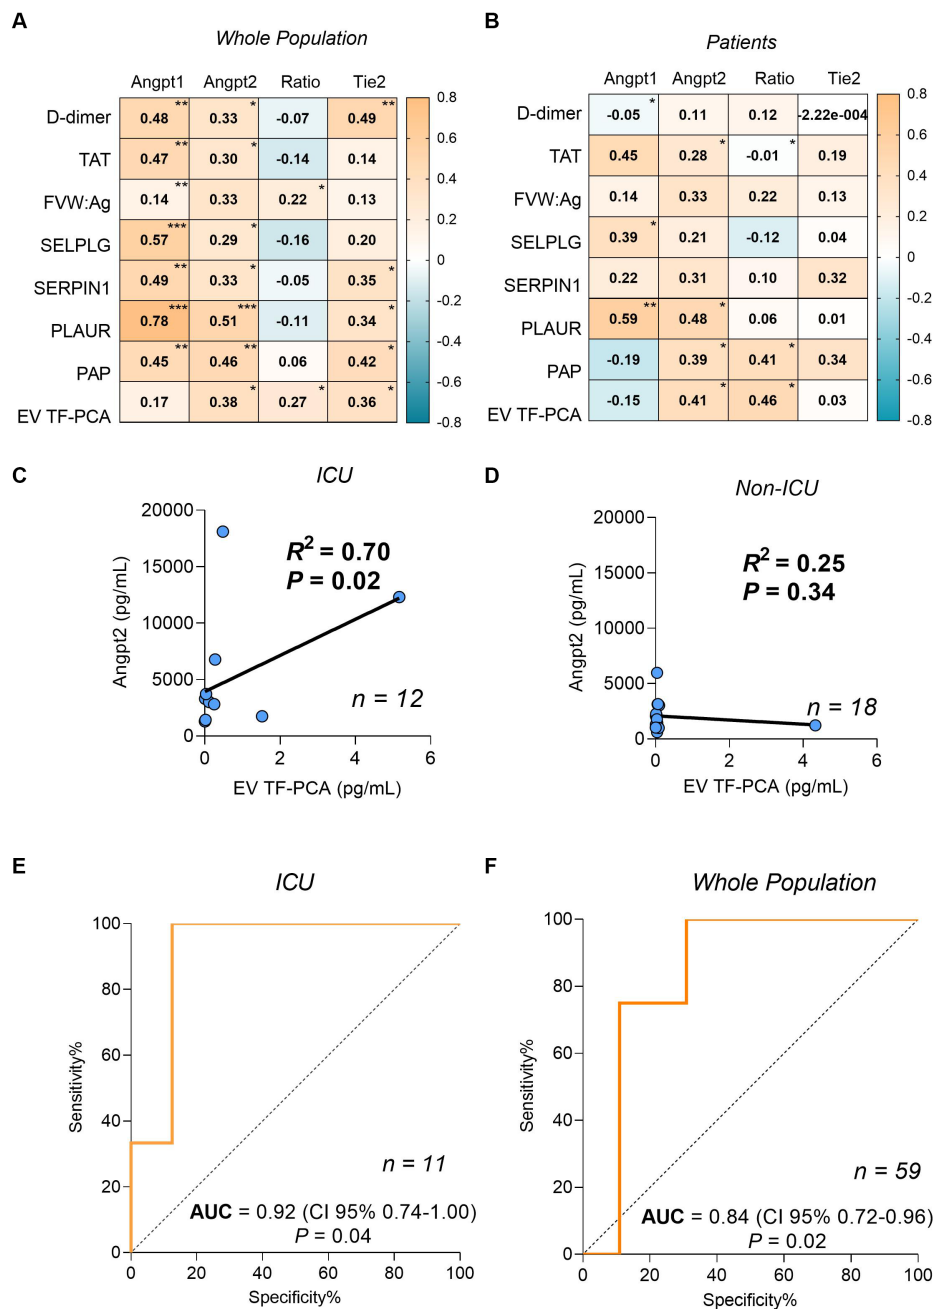 A
Whole Population
Angpt1 Angpt2 Ratio Tie2
D-dimer 0.48 ** 0.33 * -0.07 0.49 **
TAT 0.47 ** 0.30 * -0.14 0.14
FVW:Ag 0.14 ** 0.33 0.22 * 0.13
SELPLG 0.57 *** 0.29 * -0.16 0.20
SERPIN1 0.49 ** 0.33 * -0.05 0.35 *
PLAUR 0.78 *** 0.51 *** -0.11 0.34 *
PAP 0.45 ** 0.46 ** 0.06 0.42 *
EV TF-PCA 0.17 0.38 * 0.27 * 0.36 *
0.8
0.6
0.4
0.2
0
-0.2
-0.4
-0.6
-0.8
B
Patients
Angpt1 Angpt2 Ratio Tie2
D-dimer -0.05 * 0.11 0.12 -2.22e-004
TAT 0.45 0.28 * -0.01 * 0.19
FVW:Ag 0.14 0.33 0.22 0.13
SELPLG 0.39 * 0.21 -0.12 0.04
SERPIN1 0.22 0.31 0.10 0.32
PLAUR 0.59 ** 0.48 * 0.06 0.01
PAP -0.19 0.39 * 0.41 * 0.34
EV TF-PCA -0.15 0.41 * 0.46 * 0.03
0.8
0.6
0.4
0.2
0
-0.2
-0.4
-0.6
-0.8
C
ICU
Angpt2 (pg/mL)
20000
15000
10000
5000
0
R2 = 0.70
P = 0.02
n = 12
0 2 4 6
EV TF-PCA (pg/mL)
D
Non-ICU
Angpt2 (pg/mL)
20000
15000
10000
5000
0
R2 = 0.25
P = 0.34
n = 18
0 2 4 6
EV TF-PCA (pg/mL)
E
ICU
Sensitivity%
100
80
60
40
20
0
n = 11
AUC = 0.92 (CI 95% 0.74-1.00)
P = 0.04
0 20 40 60 80 100
Specificity%
F
Whole Population
Sensitivity%
100
80
60
40
20
0
n = 59
AUC = 0.84 (CI 95% 0.72-0.96)
P = 0.02
0 20 40 60 80 100
Specificity%